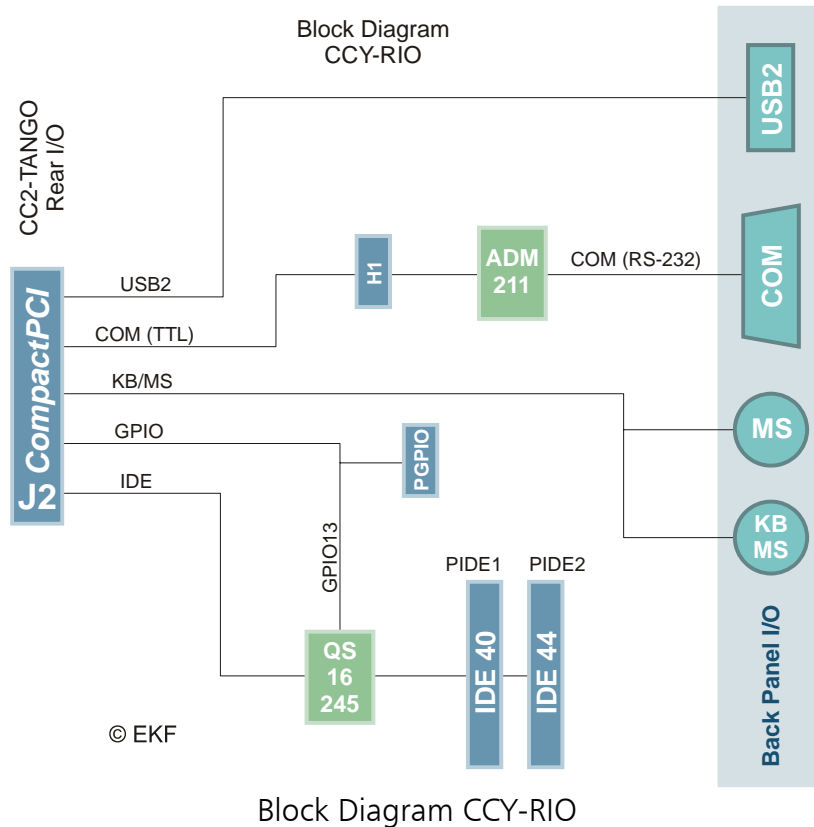 Block Diagram
CCY-RIO
CC2-TANGO
Rear I/O
J2 CompactPCI
USB2
COM (TTL)
KB/MS
GPIO
IDE
H1
ADM
211
COM (RS-232)
PGPIO
GPIO13
QS
16
245
PIDE1
PIDE2
IDE 40
IDE 44
USB2
COM
MS
KB
MS
Back Panel I/O
© EKF
Block Diagram CCY-RIO